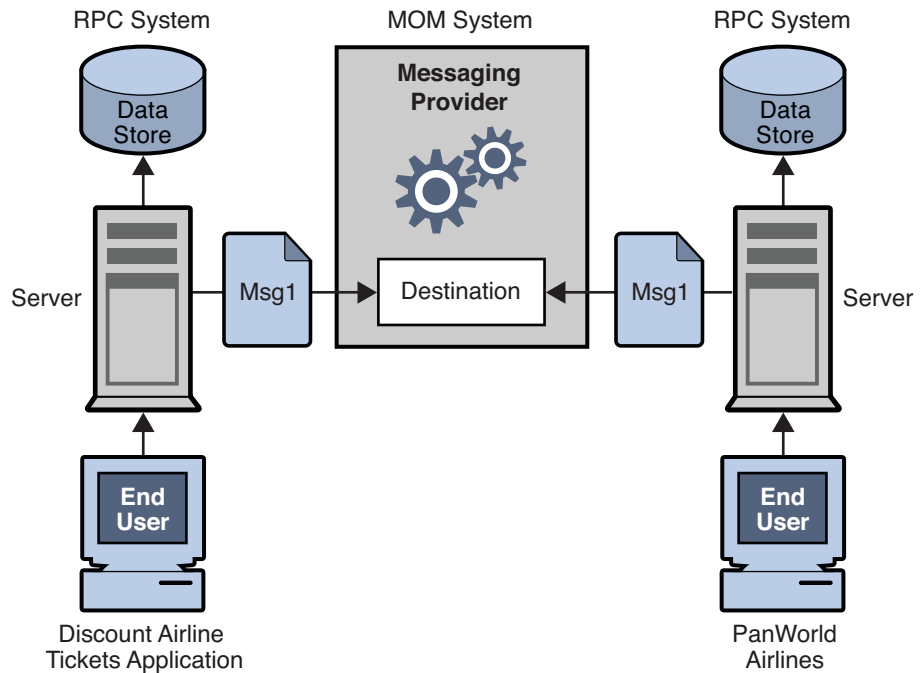 RPC System
MOM System
RPC System
Messaging
Provider
Data
Store
Data
Store
Server
Msg1
Destination
Msg1
Server
End
User
End
User
Discount Airline
Tickets Application
PanWorld
Airlines